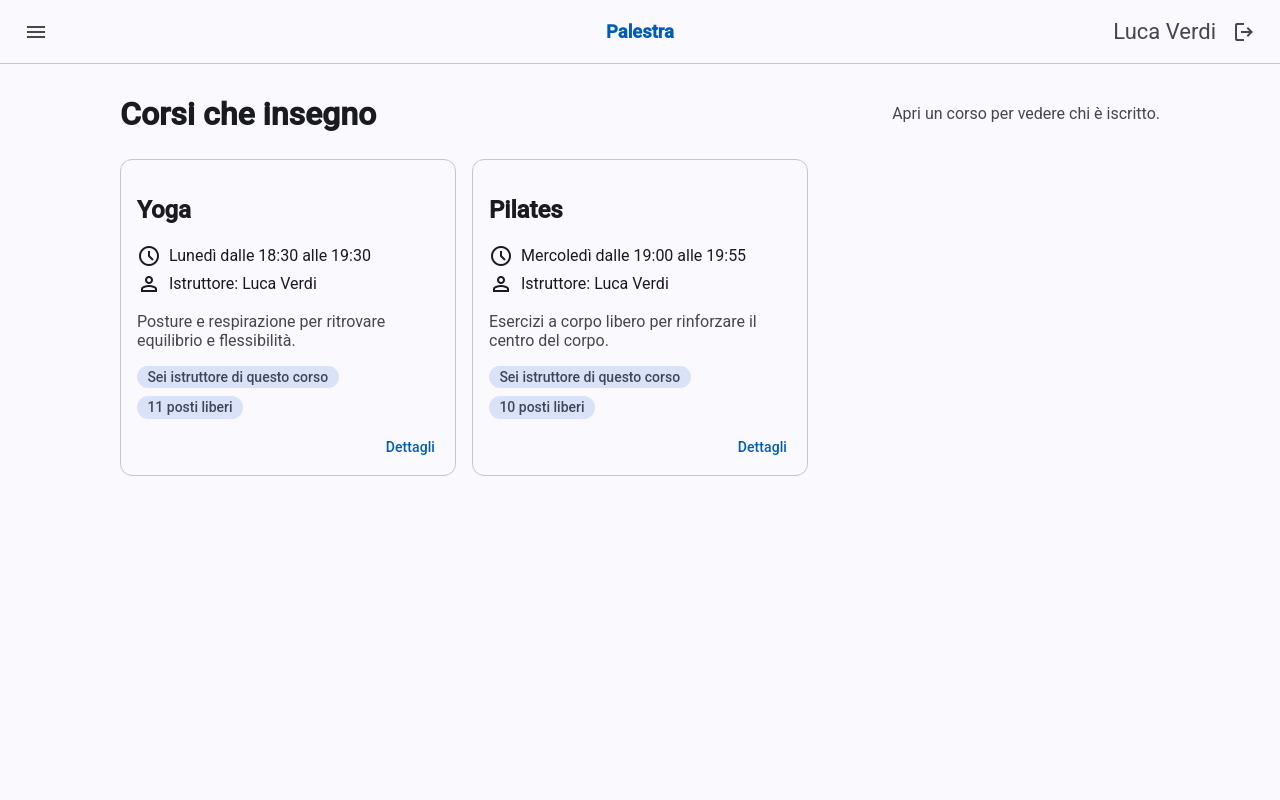 Palestra
Luca Verdi
Corsi che insegno
Apri un corso per vedere chi è iscritto.
Yoga
Lunedì dalle 18:30 alle 19:30
Istruttore: Luca Verdi
Posture e respirazione per ritrovare
equilibrio e flessibilità.
Sei istruttore di questo corso
11 posti liberi
Dettagli
Pilates
Mercoledì dalle 19:00 alle 19:55
Istruttore: Luca Verdi
Esercizi a corpo libero per rinforzare il
centro del corpo.
Sei istruttore di questo corso
10 posti liberi
Dettagli